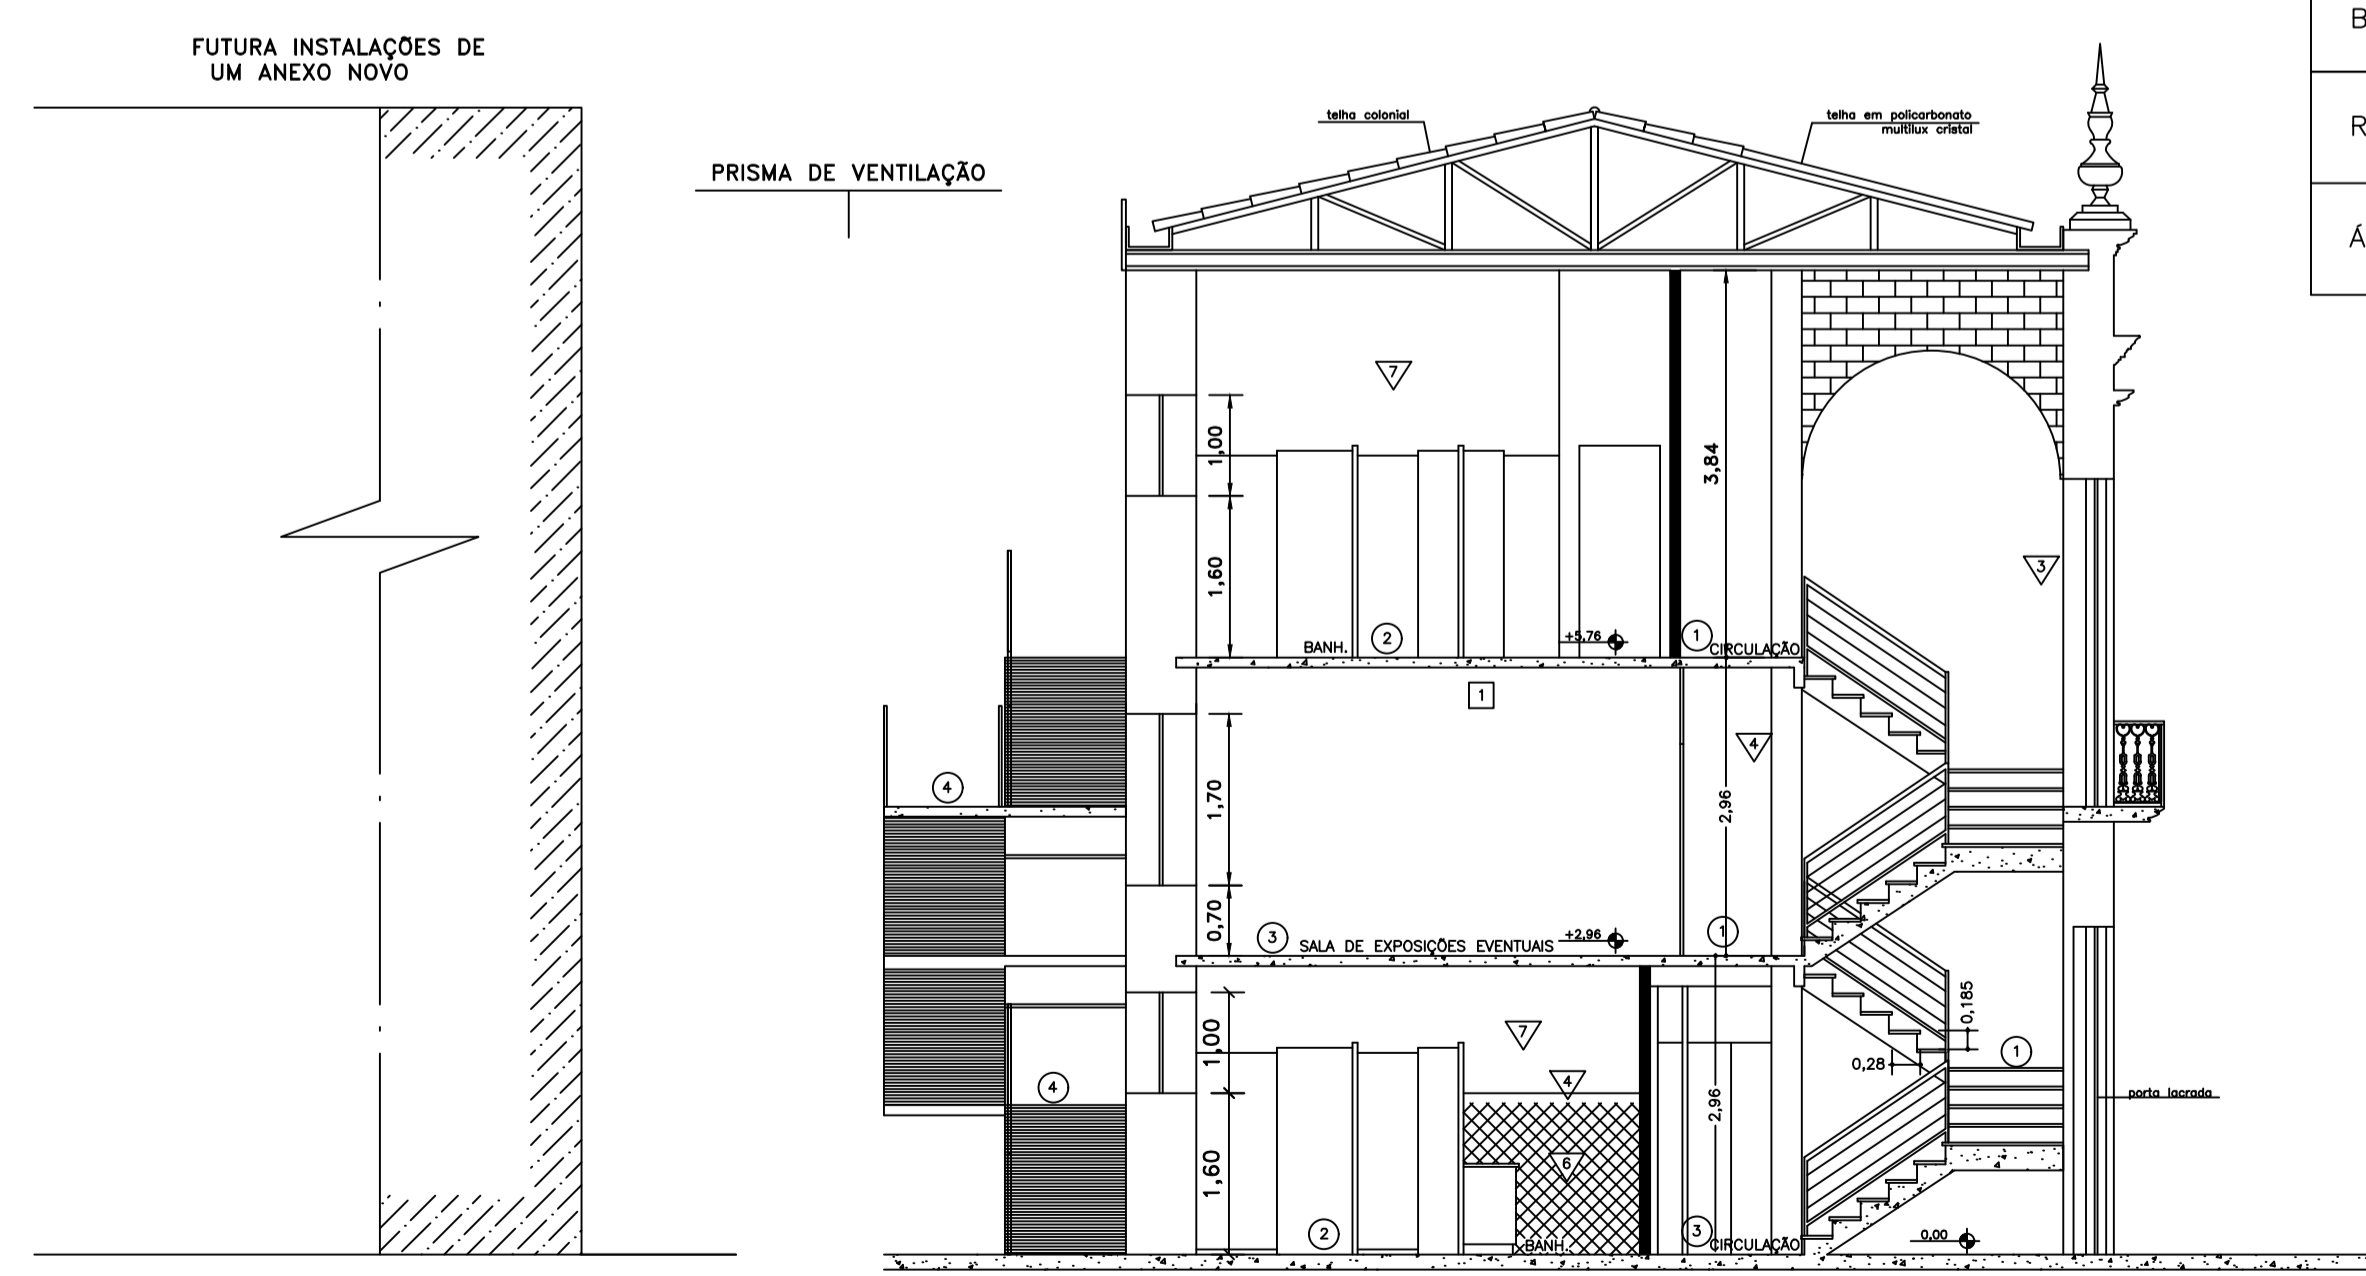 FUTURA INSTALAÇÕES DE
UM ANEXO NOVO
PRISMA DE VENTILAÇÃO
telha colonial
telha em policarbonato
multilux cristal
B
R
Á
7
1,00
3,84
1,60
3
BANH.
2
+5,76
1
CIRCULAÇÃO
1
4
4
1,70
2,96
0,70
3
SALA DE EXPOSIÇÕES EVENTUAIS
+2,96
1
1,00
7
0,185
0,28
1
4
4
2,96
porta lacrada
1,60
6
2
BANH.
3
CIRCULAÇÃO
0,00